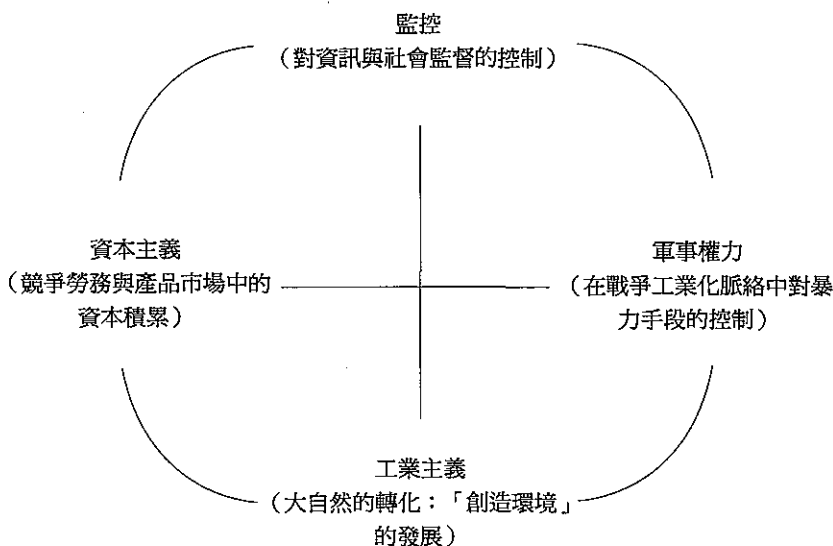 監控
（對資訊與社會監督的控制）
資本主義
（競爭勞務與產品市場中的
資本積累）
軍事權力
（在戰爭工業化脈絡中對暴
力手段的控制）
工業主義
（大自然的轉化：「創造環境」
的發展）